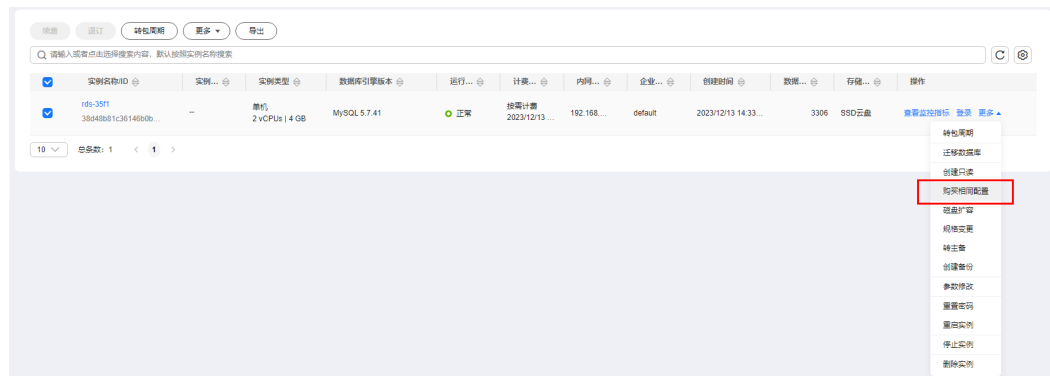 续费 退订 转包周期 更多 导出
请输入或者点击选择搜索内容，默认按照实例名称搜索
实例名称/ID 实例... 实例类型 数据库引擎版本 运行... 计费... 内网... 企业... 创建时间 数据... 存储... 操作
rds-35f1
38d48b81c36146b0b...
--
单机
2 vCPUs | 4 GB
MySQL 5.7.41
正常
按需计费
2023/12/13 ...
192.168....
default
2023/12/13 14:33...
3306
SSD云盘
查看监控指标 登录 更多
10 总条数: 1 < 1 >
转包周期
迁移数据库
创建只读
购买相同配置
磁盘扩容
规格变更
转主备
创建备份
参数修改
重置密码
重启实例
停止实例
删除实例